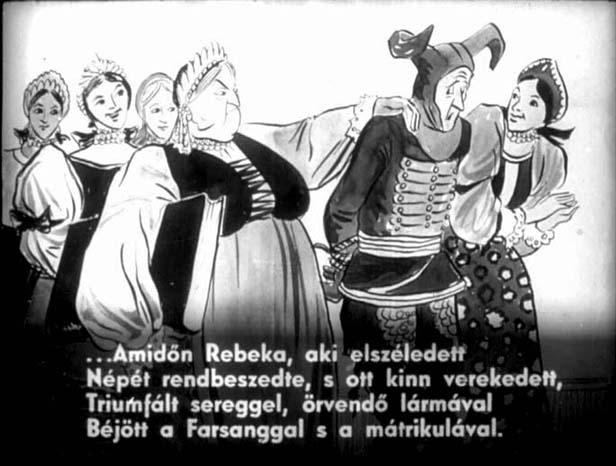 ...Amidőn Rebeka, aki elszéledett
Népét rendbeszedte, s ott kinn verekedett,
Triumfált sereggel, örvendő lármával
Béjött a Farsanggal s a mátrikulával.